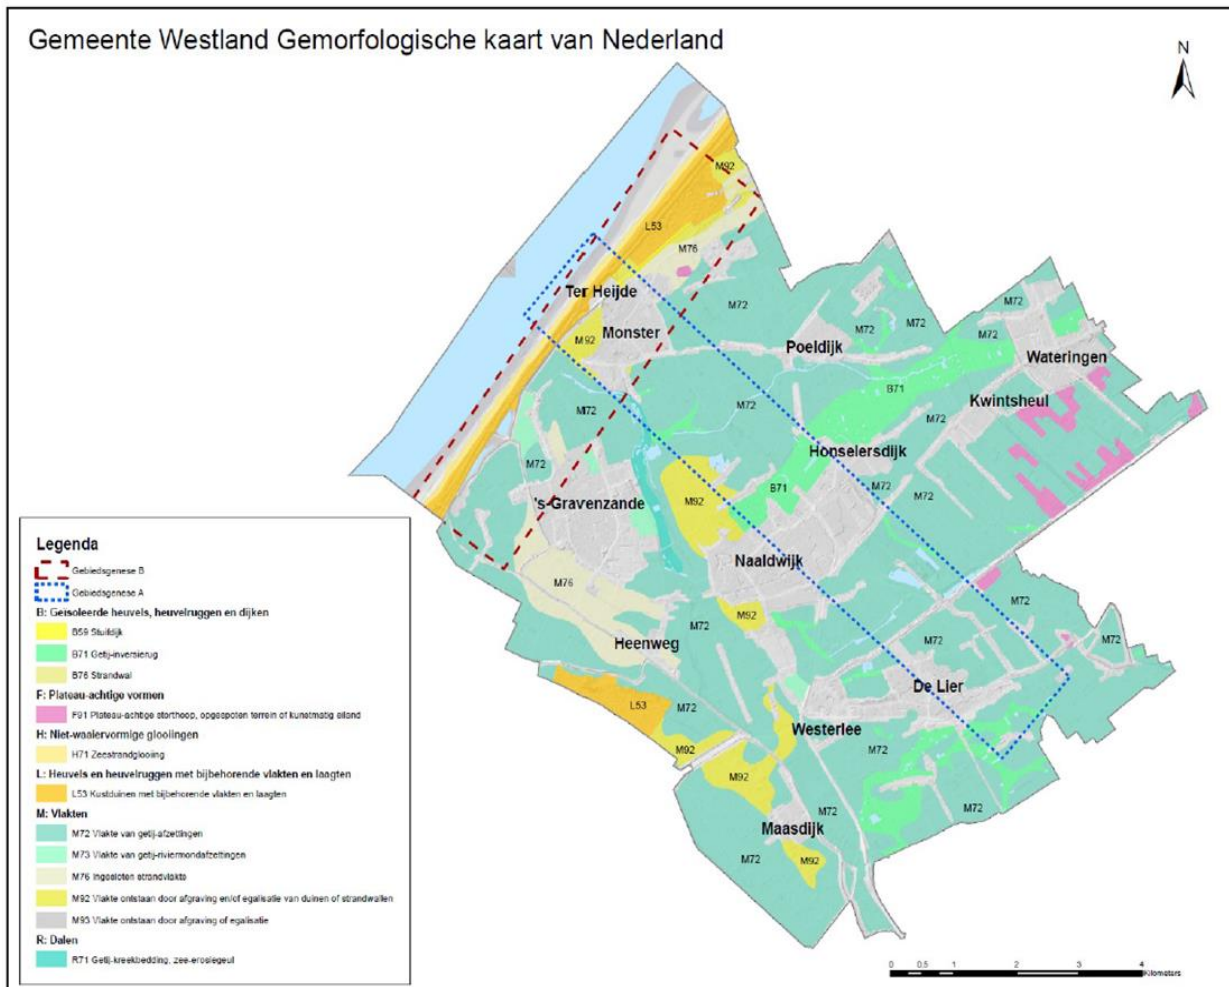 Gemeente Westland Gemorfologische kaart van Nederland
N
M92
L53
M76
Ter Heijde
M72
M72
M72
M72
M72
Monster
M92
Poeldijk
Wateringen
B71
Kwintsheul
M72
M72
M72
Honselersdijk
M72
M92
B71
M72
M72
's-Gravenzande
Naaldwijk
M76
M72
M92
M72
M72
M72
Heenweg
De Lier
L53
M72
Westerlee
M92
M72
M92
M72
Maasdijk
M72
M72
M92
Legenda
Gebiedsgenese B
Gebiedsgenese A
B: Geïsoleerde heuvels, heuvelruggen en dijken
B59 Stuifdijk
B71 Getij-inversierug
B76 Strandwal
F: Plateau-achtige vormen
F91 Plateau-achtige storthoop, opgespoten terrein of kunstmatig eiland
H: Niet-waaiervormige glooiingen
H71 Zeestrandglooiing
L: Heuvels en heuvelruggen met bijbehorende vlakten en laagten
L53 Kustduinen met bijbehorende vlakten en laagten
M: Vlakten
M72 Vlakte van getij-afzettingen
M73 Vlakte van getij-riviermondafzettingen
M76 Ingesloten strandvlakte
M92 Vlakte ontstaan door afgraving en/of egalisatie van duinen of strandwallen
M93 Vlakte ontstaan door afgraving of egalisatie
R: Dalen
R71 Getij-kreekbedding, zee-erosiegeul
0 0,5 1 2 3 4
Kilometers